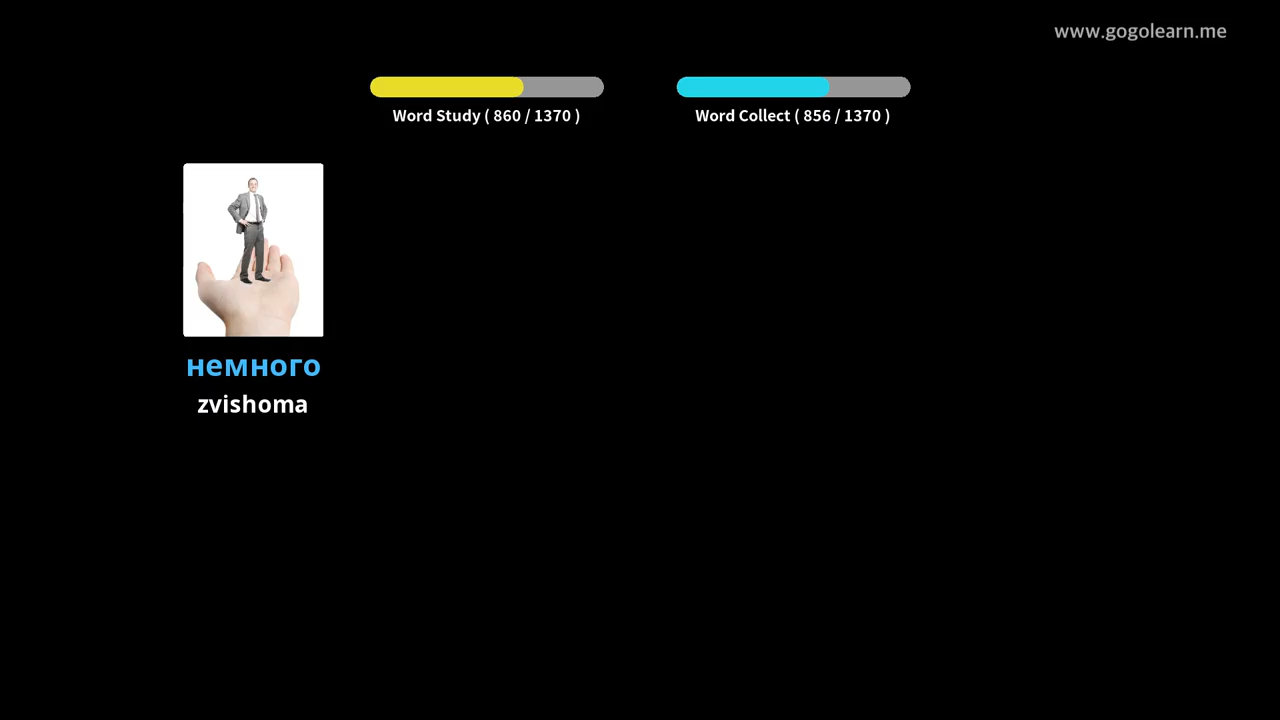 www.gogolearn.me
Word Study ( 860 / 1370 )
Word Collect ( 856 / 1370 )
немного
zvishoma